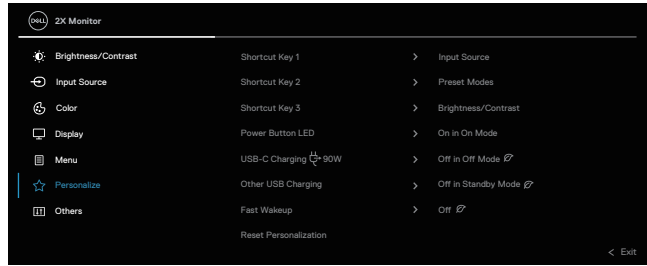 DELL 2X Monitor
Brightness/Contrast Shortcut Key 1 > Input Source
Input Source Shortcut Key 2 > Preset Modes
Color Shortcut Key 3 > Brightness/Contrast
Display Power Button LED > On in On Mode
Menu USB-C Charging 90W > Off in Off Mode
Personalize Other USB Charging > Off in Standby Mode
Others Fast Wakeup > Off
Reset Personalization
< Exit